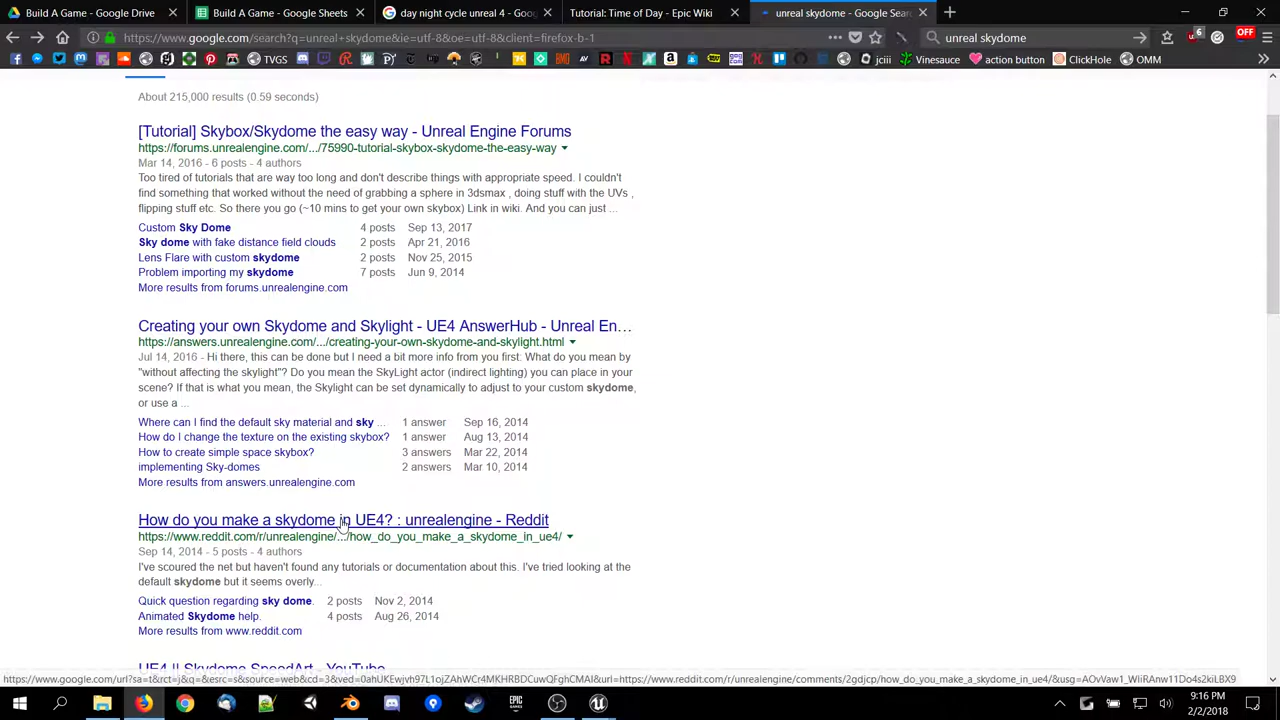 Build A Game - Google Drive
Build A Game - Google Sheets
day night cycle unreal 4 - Goo
Tutorial: Time of Day - Epic Wiki
unreal skydome - Google Sear
https://www.google.com/search?q=unreal+skydome&ie=utf-8&oe=utf-8&client=firefox-b-1
unreal skydome
6
OFF
TVGS
jciii
Vinesauce
action button
ClickHole
OMM
About 215,000 results (0.59 seconds)
[Tutorial] Skybox/Skydome the easy way - Unreal Engine Forums
https://forums.unrealengine.com/.../75990-tutorial-skybox-skydome-the-easy-way
Mar 14, 2016 - 6 posts - 4 authors
Too tired of tutorials that are way too long and don't describe things with appropriate speed. I couldn't
find something that worked without the need of grabbing a sphere in 3dsmax , doing stuff with the UVs ,
flipping stuff etc. So there you go (~10 mins to get your own skybox) Link in wiki. And you can just ...
Custom Sky Dome 4 posts Sep 13, 2017
Sky dome with fake distance field clouds 2 posts Apr 21, 2016
Lens Flare with custom skydome 2 posts Nov 25, 2015
Problem importing my skydome 7 posts Jun 9, 2014
More results from forums.unrealengine.com
Creating your own Skydome and Skylight - UE4 AnswerHub - Unreal En...
https://answers.unrealengine.com/.../creating-your-own-skydome-and-skylight.html
Jul 14, 2016 - Hi there, this can be done but I need a bit more info from you first: What do you mean by
"without affecting the skylight"? Do you mean the SkyLight actor (indirect lighting) you can place in your
scene? If that is what you mean, the Skylight can be set dynamically to adjust to your custom skydome,
or use a ...
Where can I find the default sky material and sky ... 1 answer Sep 16, 2014
How do I change the texture on the existing skybox? 1 answer Aug 13, 2014
How to create simple space skybox? 3 answers Mar 22, 2014
implementing Sky-domes 2 answers Mar 10, 2014
More results from answers.unrealengine.com
How do you make a skydome in UE4? : unrealengine - Reddit
https://www.reddit.com/r/unrealengine/.../how_do_you_make_a_skydome_in_ue4/
Sep 14, 2014 - 5 posts - 4 authors
I've scoured the net but haven't found any tutorials or documentation about this. I've tried looking at the
default skydome but it seems overly...
Quick question regarding sky dome. 2 posts Nov 2, 2014
Animated Skydome help. 4 posts Aug 26, 2014
More results from www.reddit.com
UE4 || Skydome SpeedArt - YouTube
9:16 PM
2/2/2018